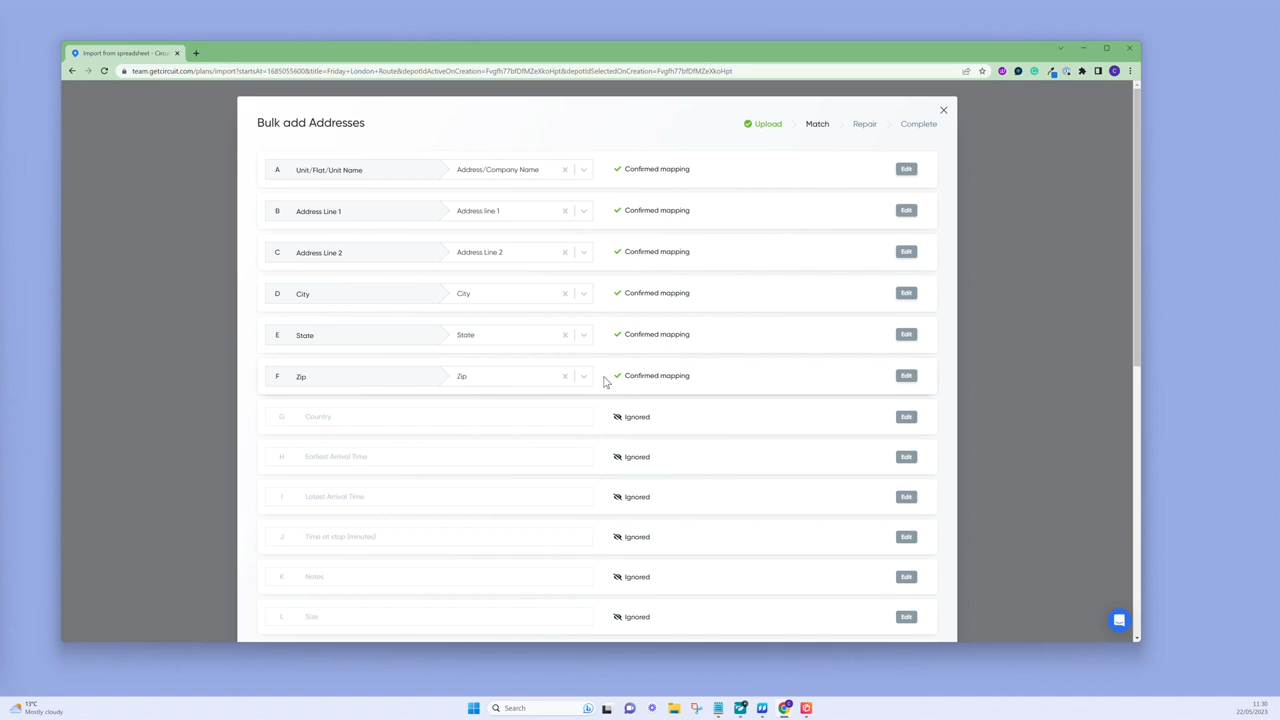 Import from spreadsheet - Circu
team.getcircuit.com/plans/import?startsAt=1685055600&title=Friday+London+Route&depotIdActiveOnCreation=Fvgfh77bfDfMZeXkoHpt&depotIdSelectedOnCreation=Fvgfh77bfDfMZeXkoHpt
Bulk add Addresses
Upload Match Repair Complete
A Unit/Flat/Unit Name Address/Company Name Confirmed mapping Edit
B Address Line 1 Address line 1 Confirmed mapping Edit
C Address Line 2 Address Line 2 Confirmed mapping Edit
D City City Confirmed mapping Edit
E State State Confirmed mapping Edit
F Zip Zip Confirmed mapping Edit
G Country Ignored Edit
H Earliest Arrival Time Ignored Edit
I Latest Arrival Time Ignored Edit
J Time at stop (minutes) Ignored Edit
K Notes Ignored Edit
L Size Ignored Edit
13°C
Mostly cloudy
Search
11:30
22/05/2023